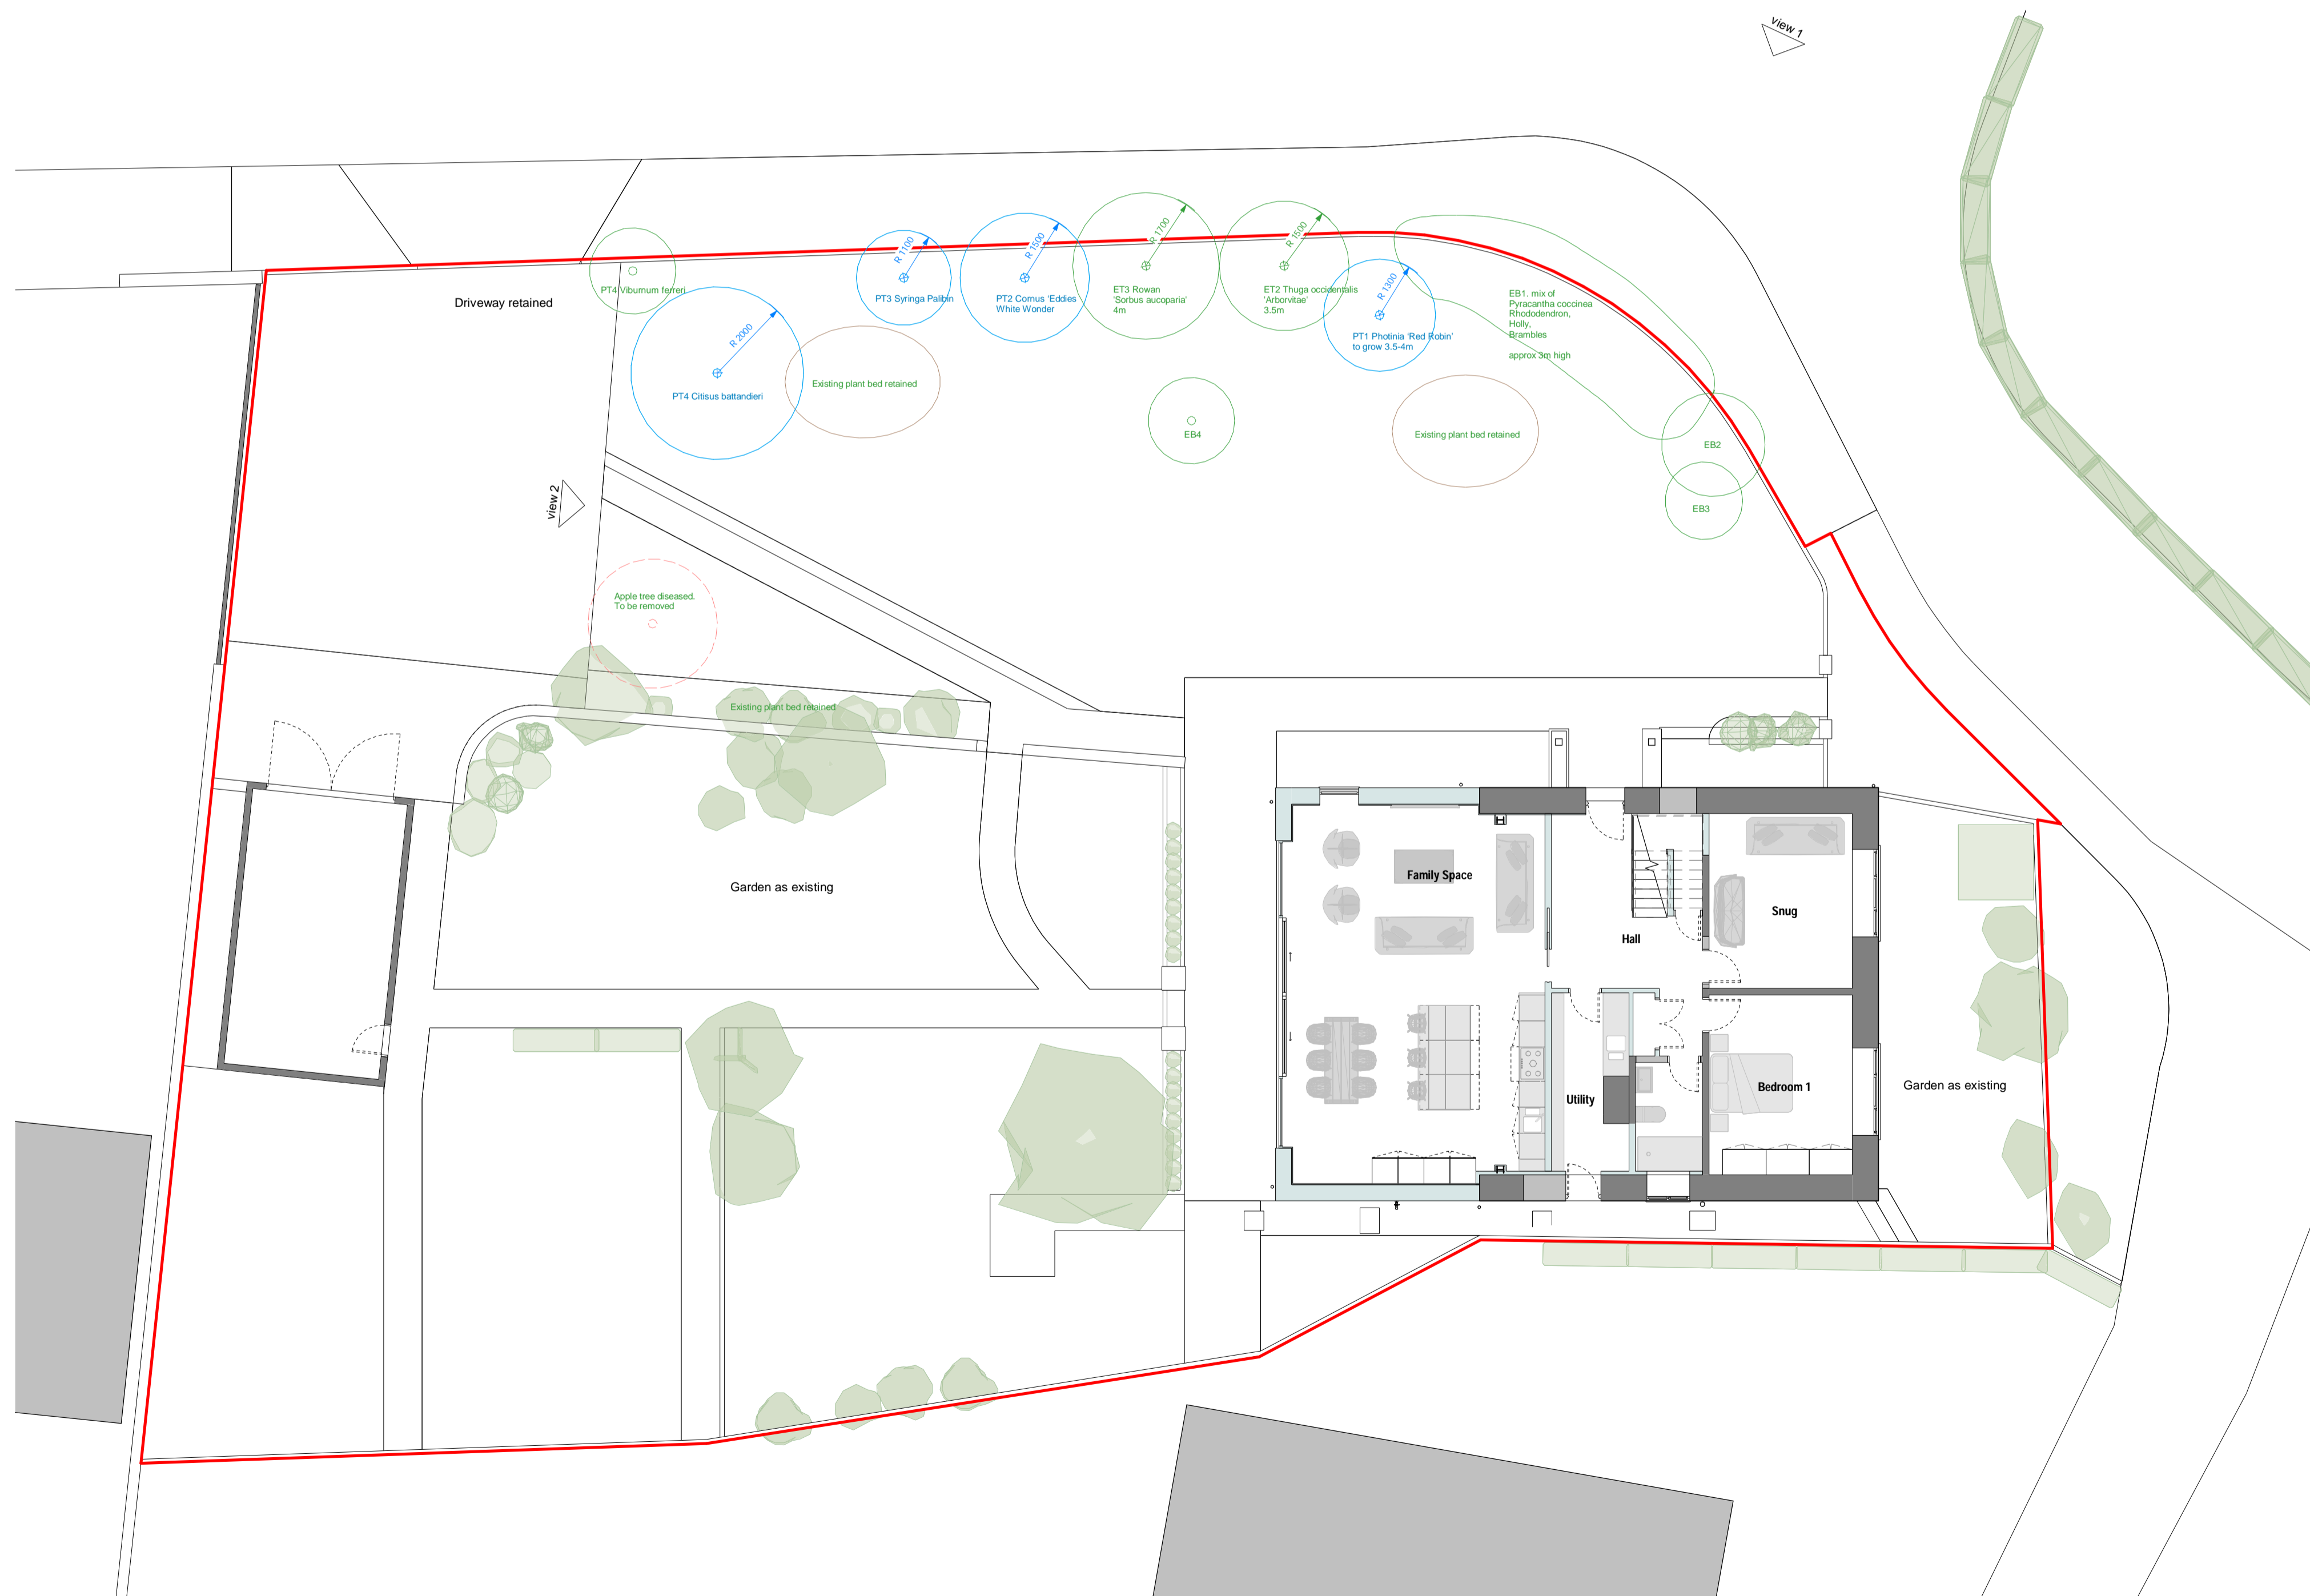 view 1
R 1700
R 1500
R 1500
R 1100
R 1300
R 2000
PT4 Viburnum ferreri
Driveway retained
PT3 Syringa Palibin
PT2 Cornus 'Eddies
White Wonder
ET3 Rowan
'Sorbus aucoparia'
4m
ET2 Thuga occidentalis
'Arborvitae'
3.5m
EB1. mix of
Pyracantha coccinea
Rhododendron,
Holly,
Brambles
approx 3m high
PT1 Photinia 'Red Robin'
to grow 3.5-4m
Existing plant bed retained
PT4 Citisus battandieri
EB4
Existing plant bed retained
EB2
EB3
view 2
Apple tree diseased.
To be removed
Existing plant bed retained
Family Space
Garden as existing
Snug
Hall
Utility
Bedroom 1
Garden as existing